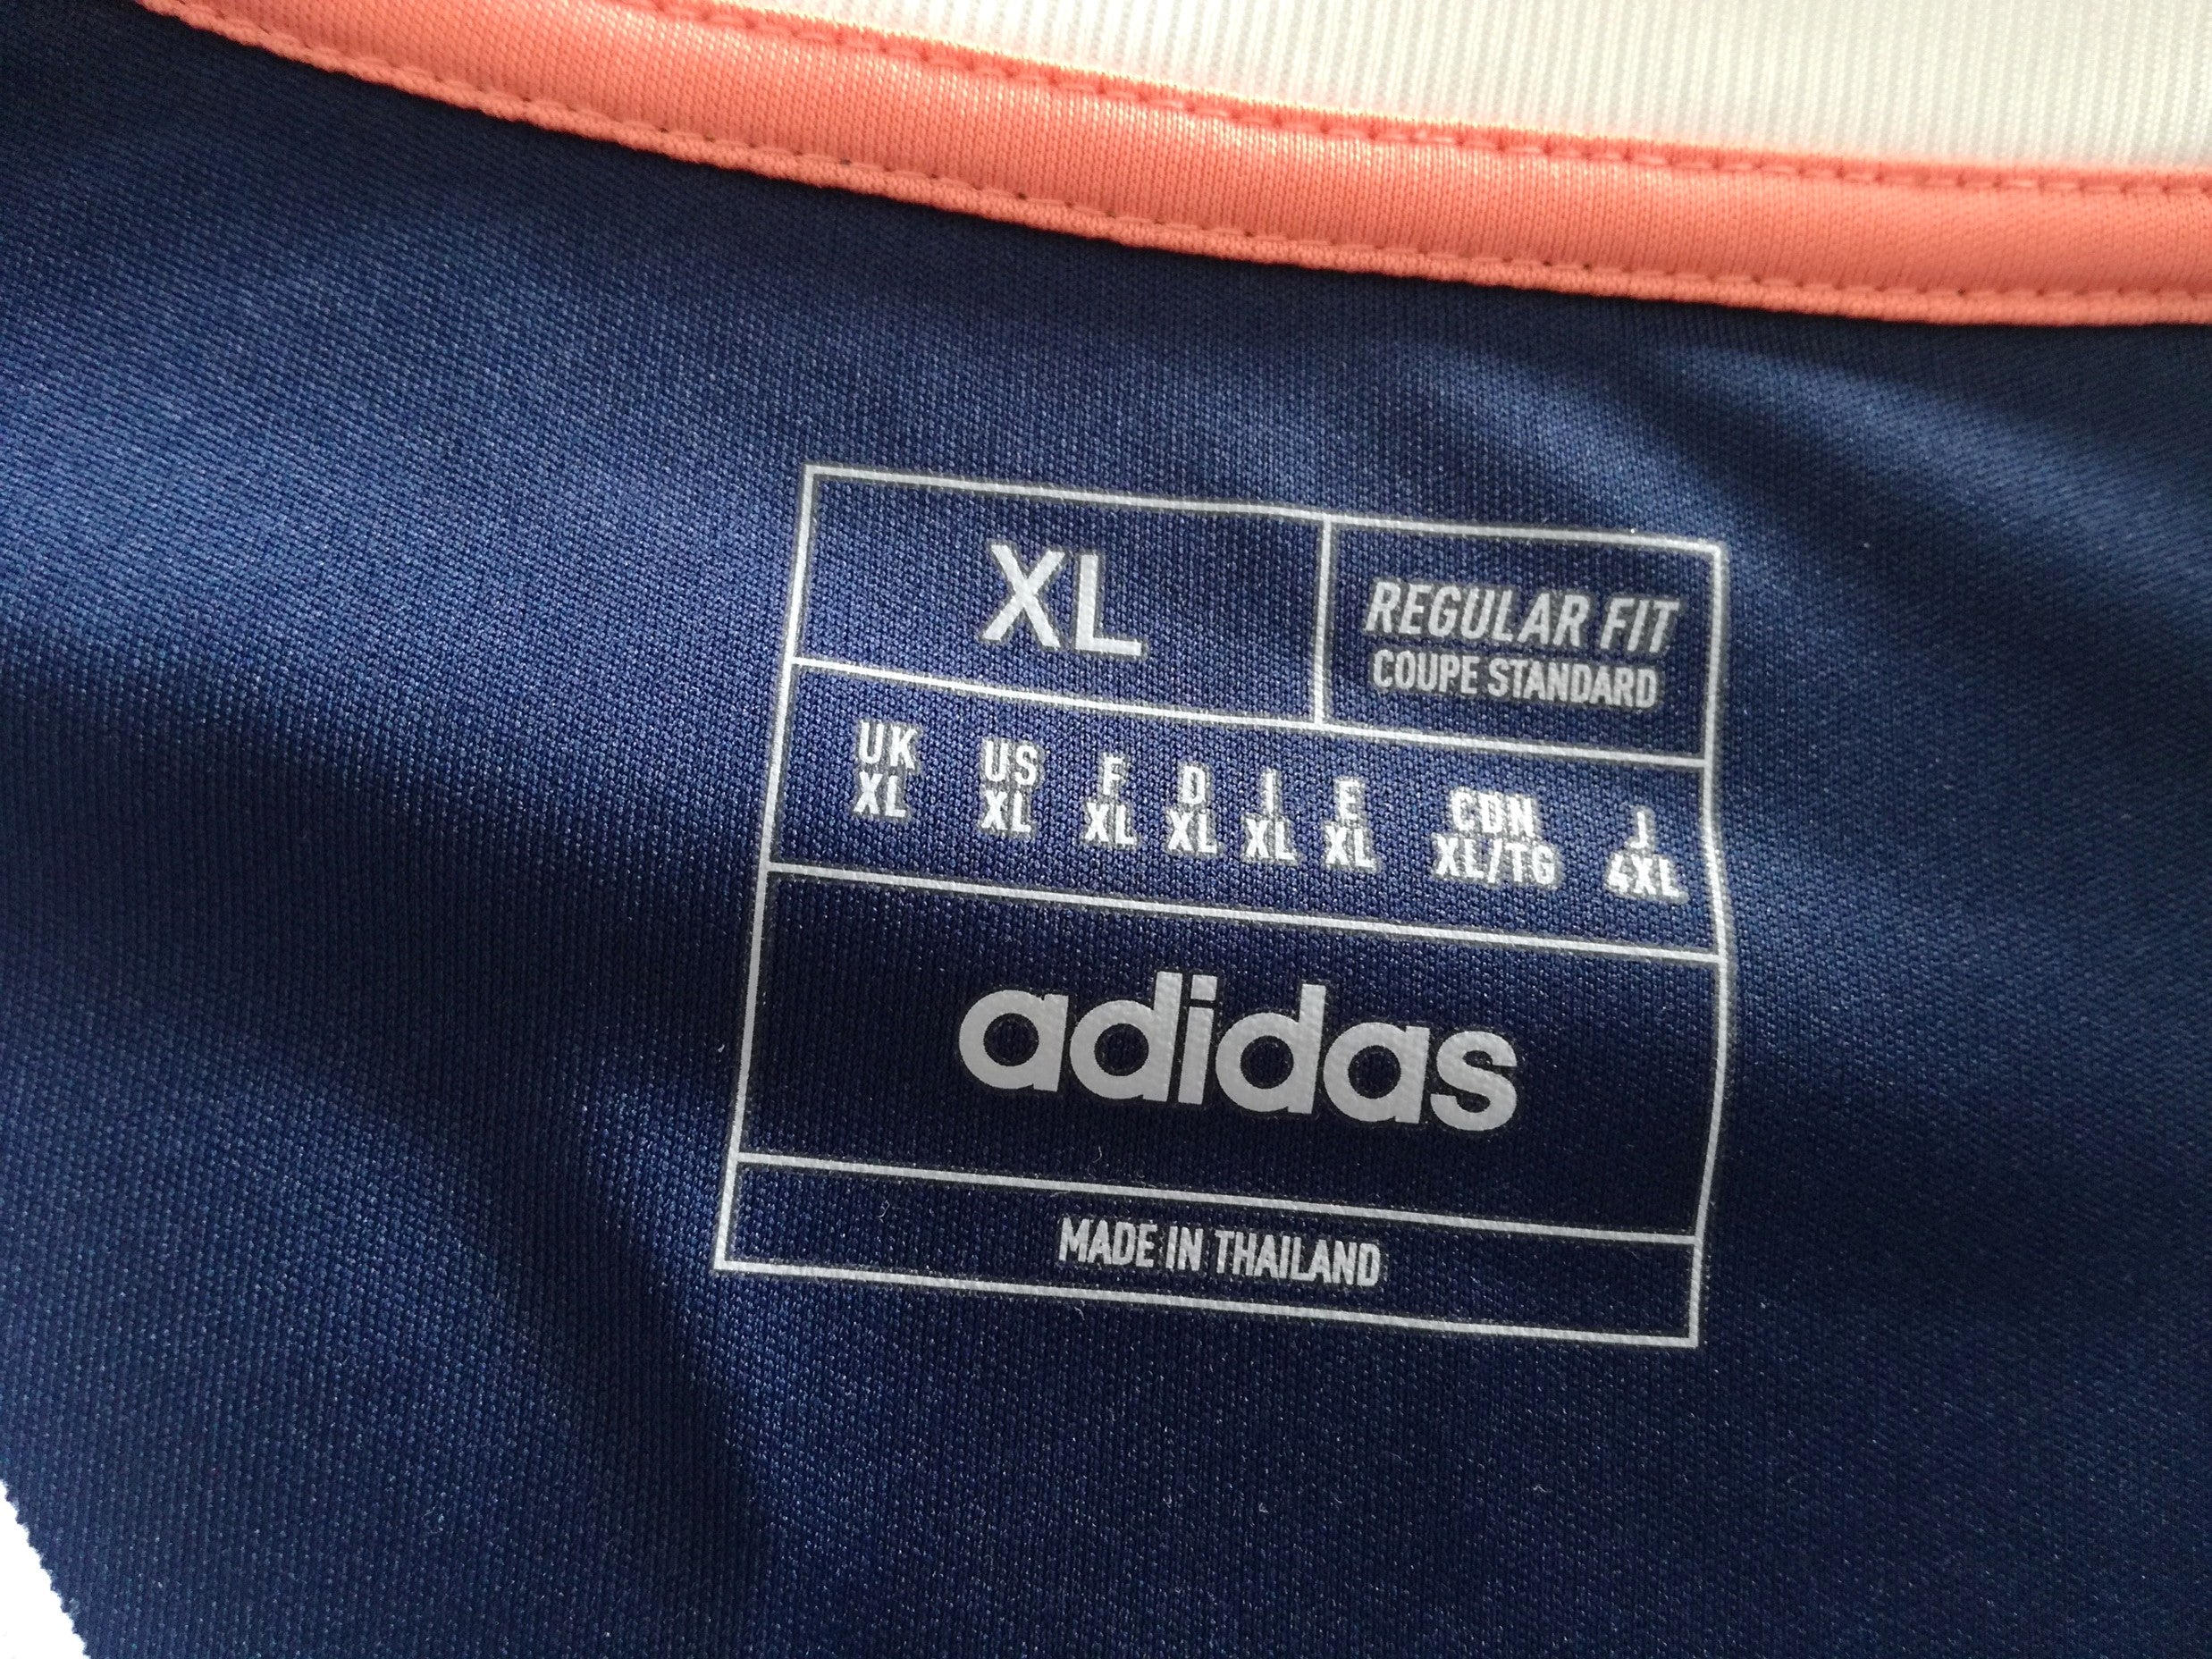 XL
REGULAR FIT
COUPE STANDARD
UK US F D I E CDN J
XL XL XL XL XL XL XL/TG 4XL
adidas
MADE IN THAILAND